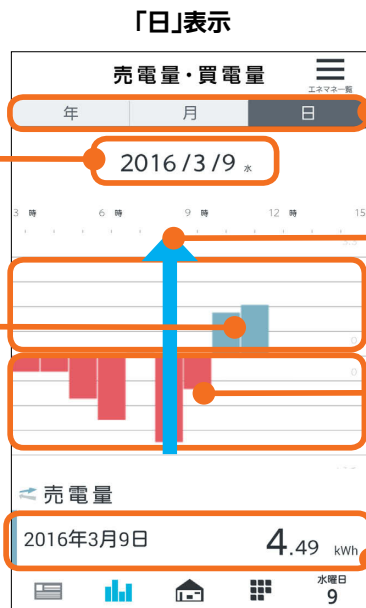 「日」表示
売電量・買電量
エネマネ一覧
年 月 日
2016/3/9 水
3 時 6 時 9 時 12 時 15
0
0
売電量
2016年3月9日 4.49 kWh
水曜日
9